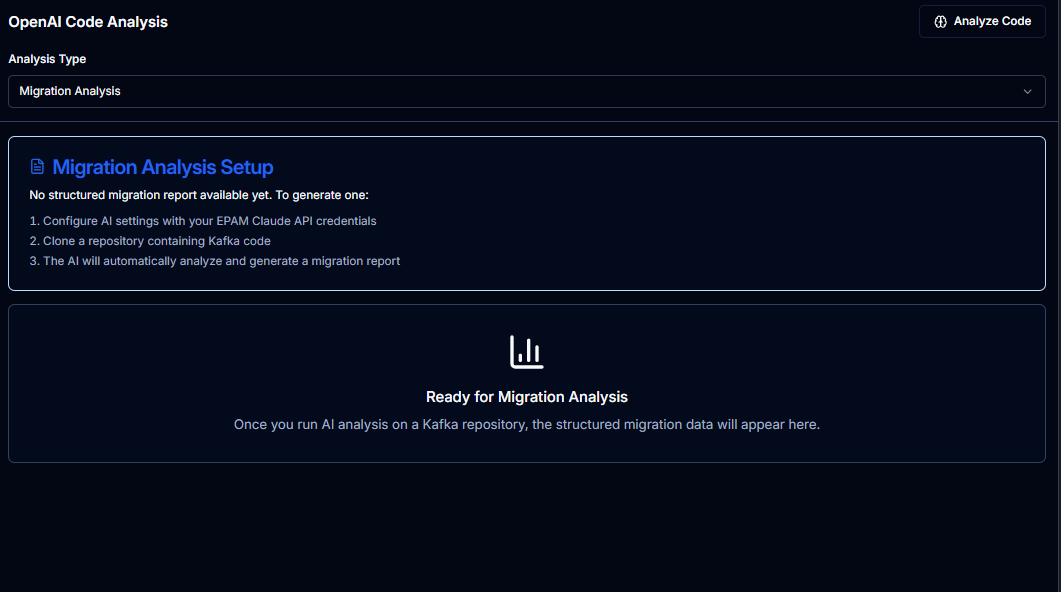 OpenAI Code Analysis
Analyze Code
Analysis Type
Migration Analysis
Migration Analysis Setup
No structured migration report available yet. To generate one:
1. Configure AI settings with your EPAM Claude API credentials
2. Clone a repository containing Kafka code
3. The AI will automatically analyze and generate a migration report
Ready for Migration Analysis
Once you run AI analysis on a Kafka repository, the structured migration data will appear here.